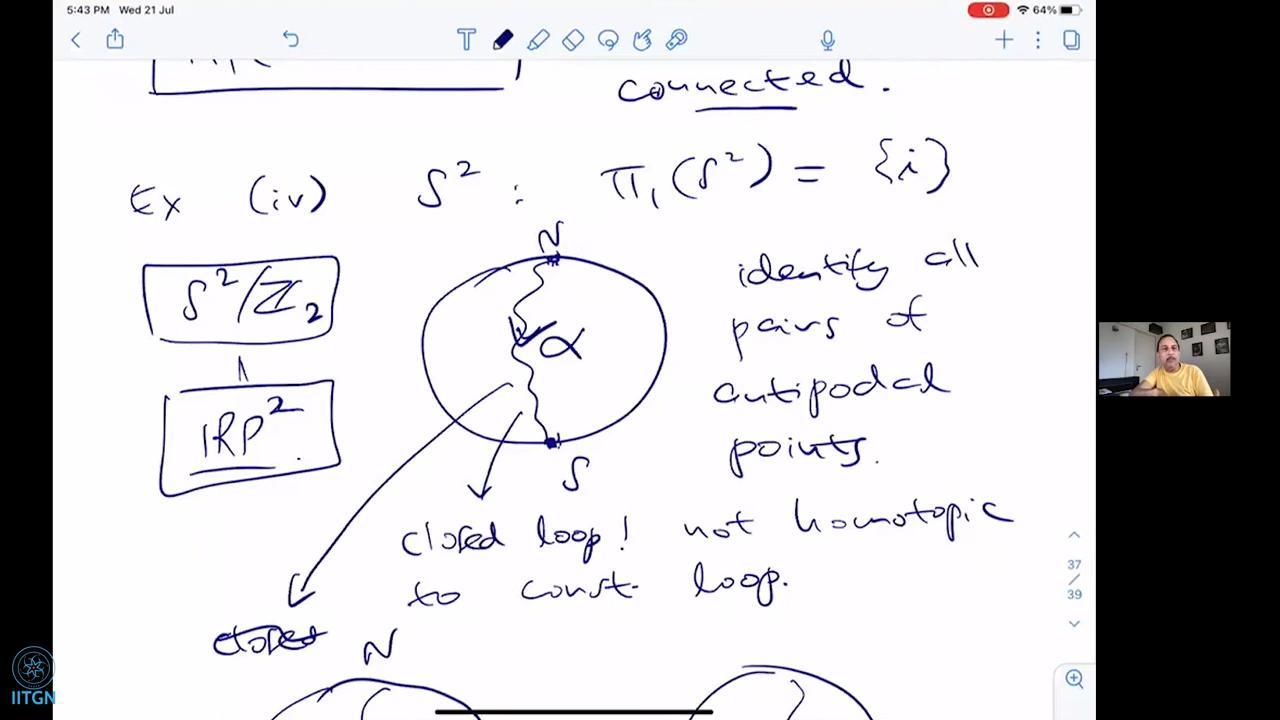 5:43 PM Wed 21 Jul
64%
connected.
Ex (iv) S² : π₁(S²) = {i}
N
S²/ℤ₂
identify all
pairs of
α
antipodal
ℝP².
points.
S
closed loop! not homotopic
to const. loop.
closed
N
37
/
39
IITGN